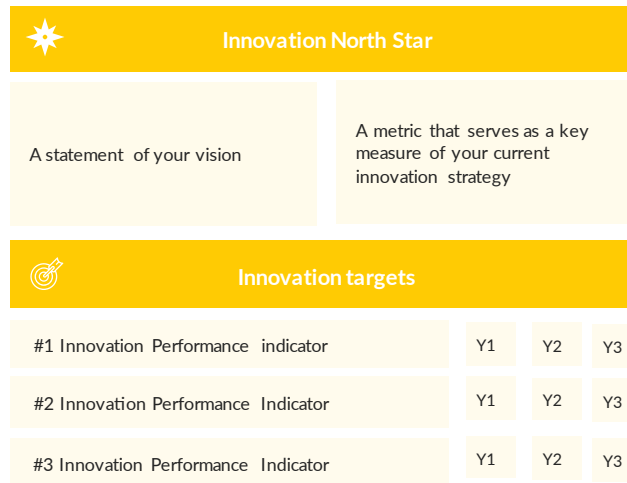 Innovation North Star
A statement of your vision
A metric that serves as a key
measure of your current
innovation strategy
Innovation targets
#1 Innovation Performance indicator Y1 Y2 Y3
#2 Innovation Performance Indicator Y1 Y2 Y3
#3 Innovation Performance Indicator Y1 Y2 Y3